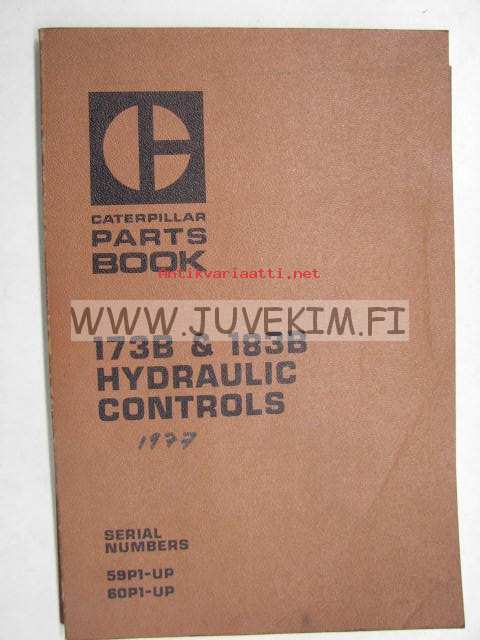 CATERPILLAR
PARTS
BOOK
Antikvariaatti.net
WWW.JUVEKIM.FI
173B & 183B
HYDRAULIC
CONTROLS
1977
SERIAL
NUMBERS
59P1-UP
60P1-UP